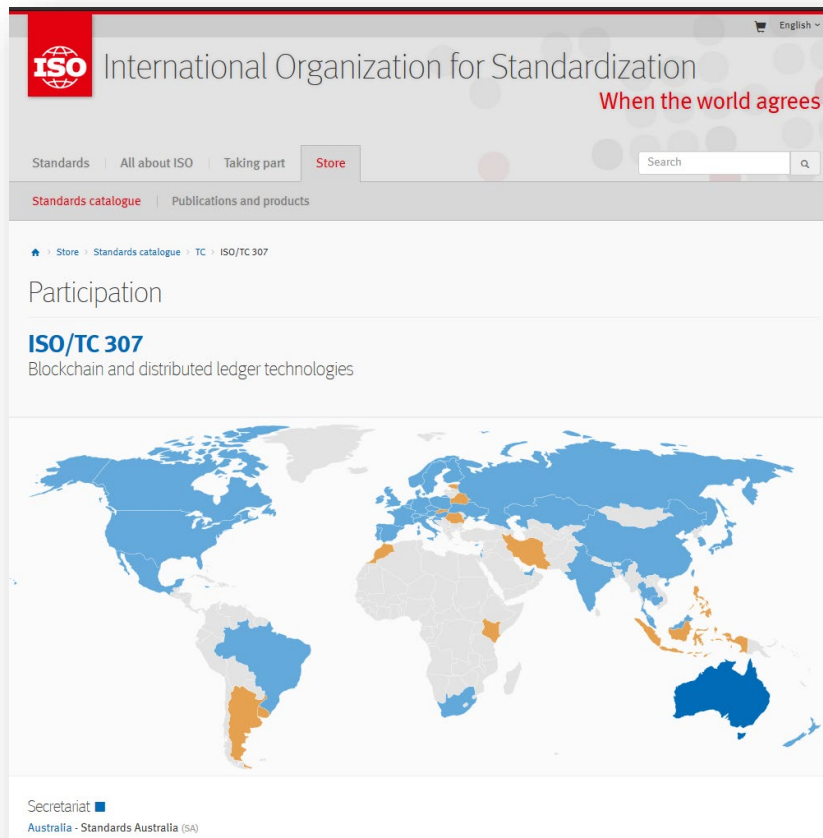 English
ISO
International Organization for Standardization
When the world agrees
Standards
All about ISO
Taking part
Store
Search
Standards catalogue
Publications and products
Store > Standards catalogue > TC > ISO/TC 307
Participation
ISO/TC 307
Blockchain and distributed ledger technologies
Secretariat
Australia - Standards Australia (SA)